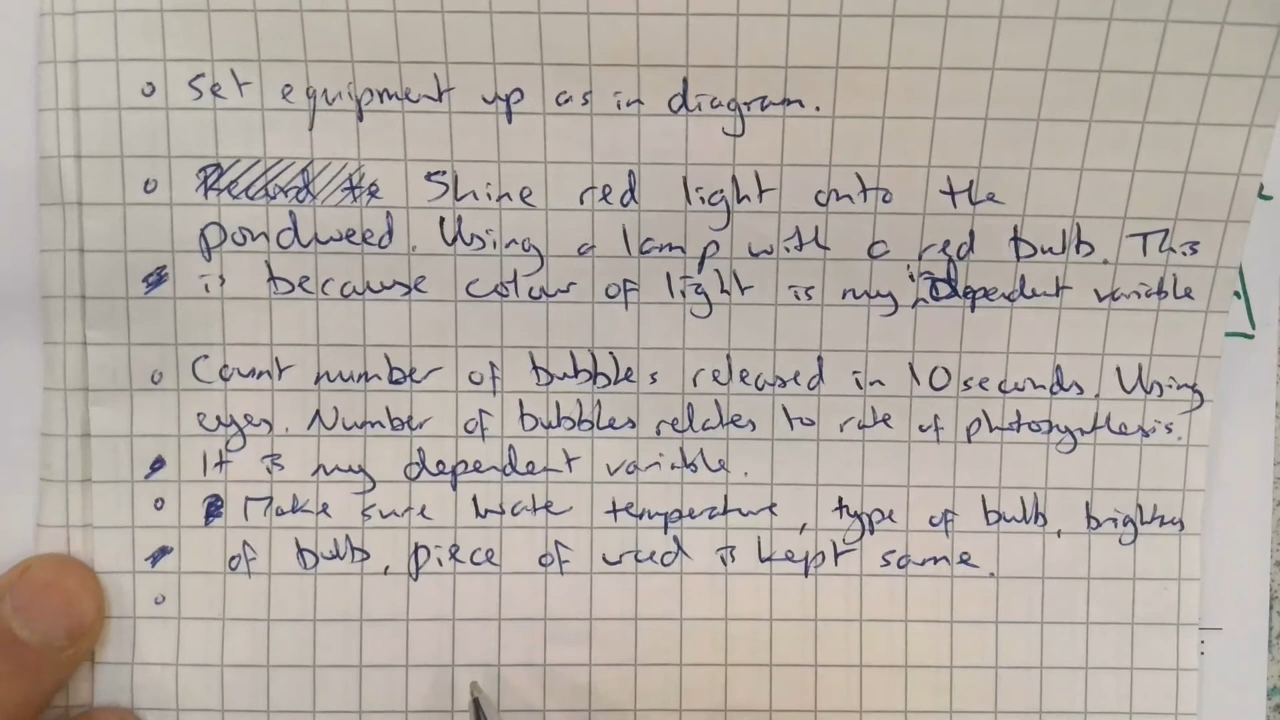 Set equipment up as in diagram.
Shine red light onto the
pondweed. Using a lamp with a red bulb. This
is because colour of light is my independent variable
Count number of bubbles released in 10 seconds. Using
eyes. Number of bubbles relates to rate of photosynthesis.
It is my dependent variable.
Make sure wate temperature, type of bulb,
of bulb, piece of weed is kept same.